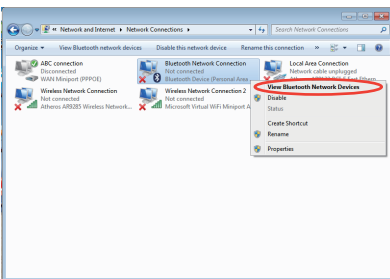 « Network and Internet ▸ Network Connections ▸
Search Network Connections
Organize
View Bluetooth network devices
Disable this network device
Rename this connection
»
ABC connection
Disconnected
WAN Miniport (PPPOE)
Bluetooth Network Connection
Not connected
Bluetooth Device (Personal Area ...
Local Area Connection
Network cable unplugged
Wireless Network Connection
Not connected
Atheros AR9285 Wireless Network...
Wireless Network Connection 2
Not connected
Microsoft Virtual WiFi Miniport A
View Bluetooth Network Devices
Disable
Status
Create Shortcut
Rename
Properties